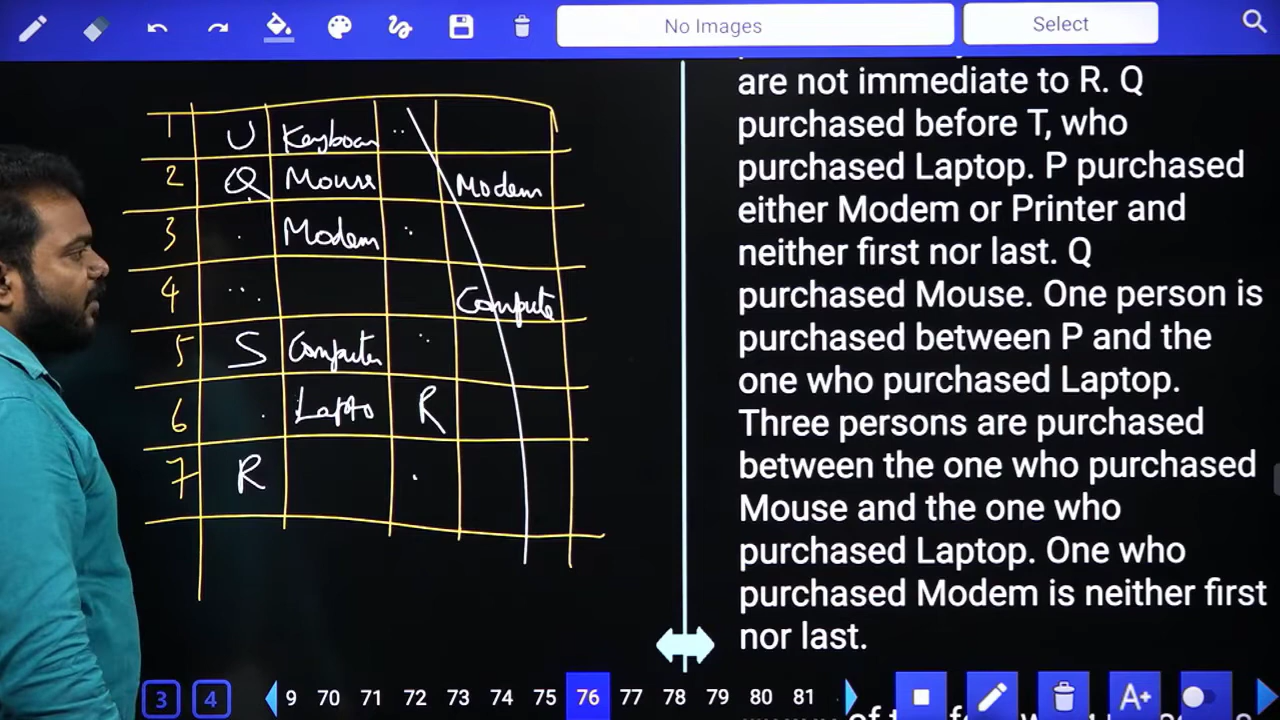 No Images
Select
1 U Keyboar
2 Q Mouse Modem
3 Modem
4 Compute
5 S Computer
6 Lapto R
7 R
are not immediate to R. Q
purchased before T, who
purchased Laptop. P purchased
either Modem or Printer and
neither first nor last. Q
purchased Mouse. One person is
purchased between P and the
one who purchased Laptop.
Three persons are purchased
between the one who purchased
Mouse and the one who
purchased Laptop. One who
purchased Modem is neither first
nor last.
3 4 9 70 71 72 73 74 75 76 77 78 79 80 81 A+